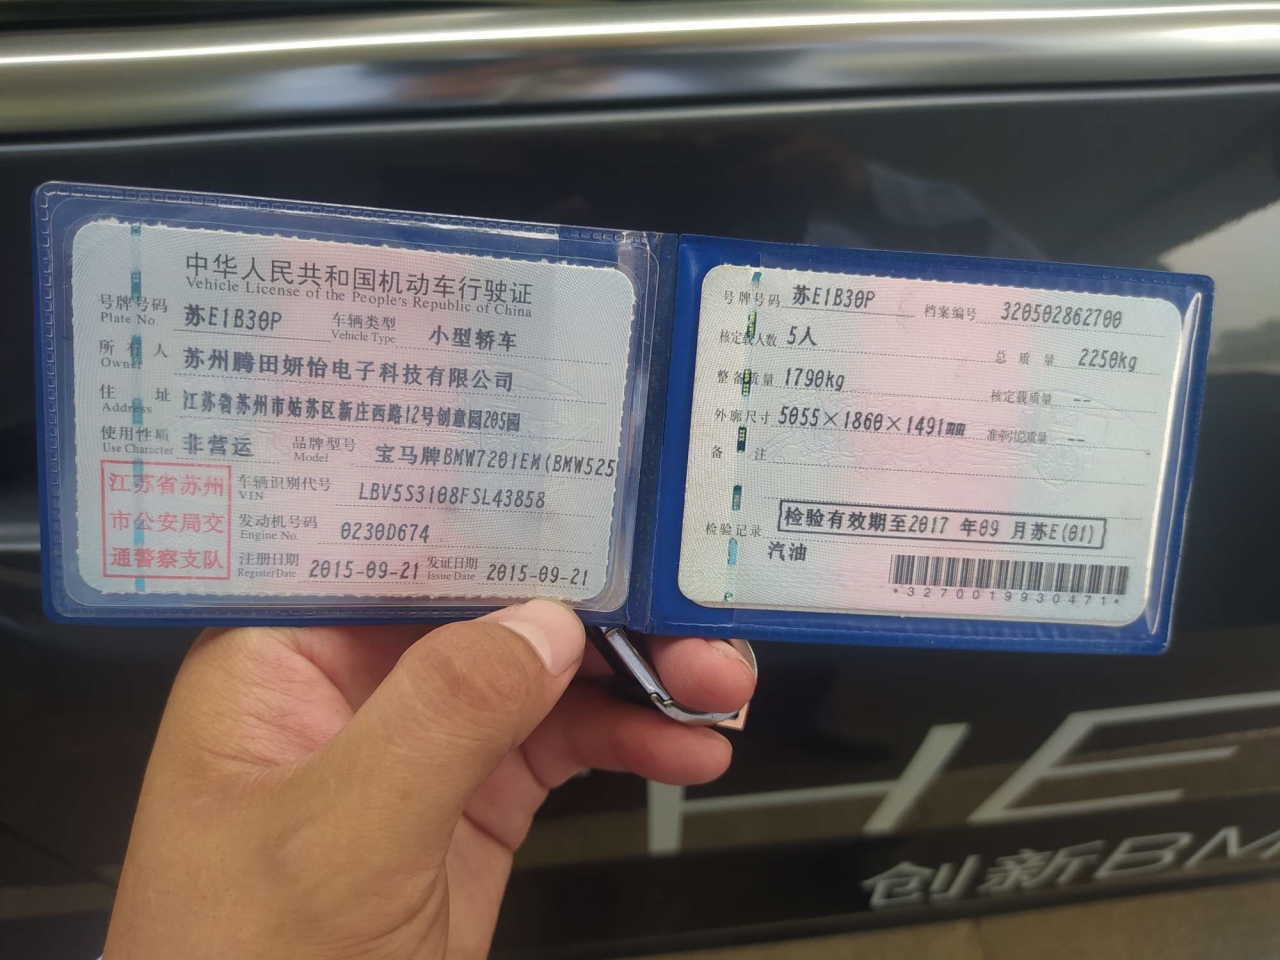 中华人民共和国机动车行驶证
Vehicle License of the People's Republic of China
号牌号码 苏E1B30P 车辆类型 小型轿车
Plate No. Vehicle Type
所有人 苏州腾田妍怡电子科技有限公司
Owner
住址 江苏省苏州市姑苏区新庄西路12号创意园205园
Address
使用性质 非营运 品牌型号 宝马牌BMW7201EM(BMW525
Use Character Model
江苏省苏州
市公安局交
通警察支队
车辆识别代号 LBV5S3108FSL43858
VIN
发动机号码 0230D674
Engine No.
注册日期 2015-09-21 发证日期 2015-09-21
Register Date Issue Date
号牌号码 苏E1B30P 档案编号 320502862700
核定载人数 5人 总质量 2250kg
整备质量 1790kg 核定载质量 --
外廓尺寸 5055×1860×1491mm 准牵引总质量 --
备注
检验记录 检验有效期至2017年09月苏E(01)
汽油
*3270019930471*
HE
创新BM